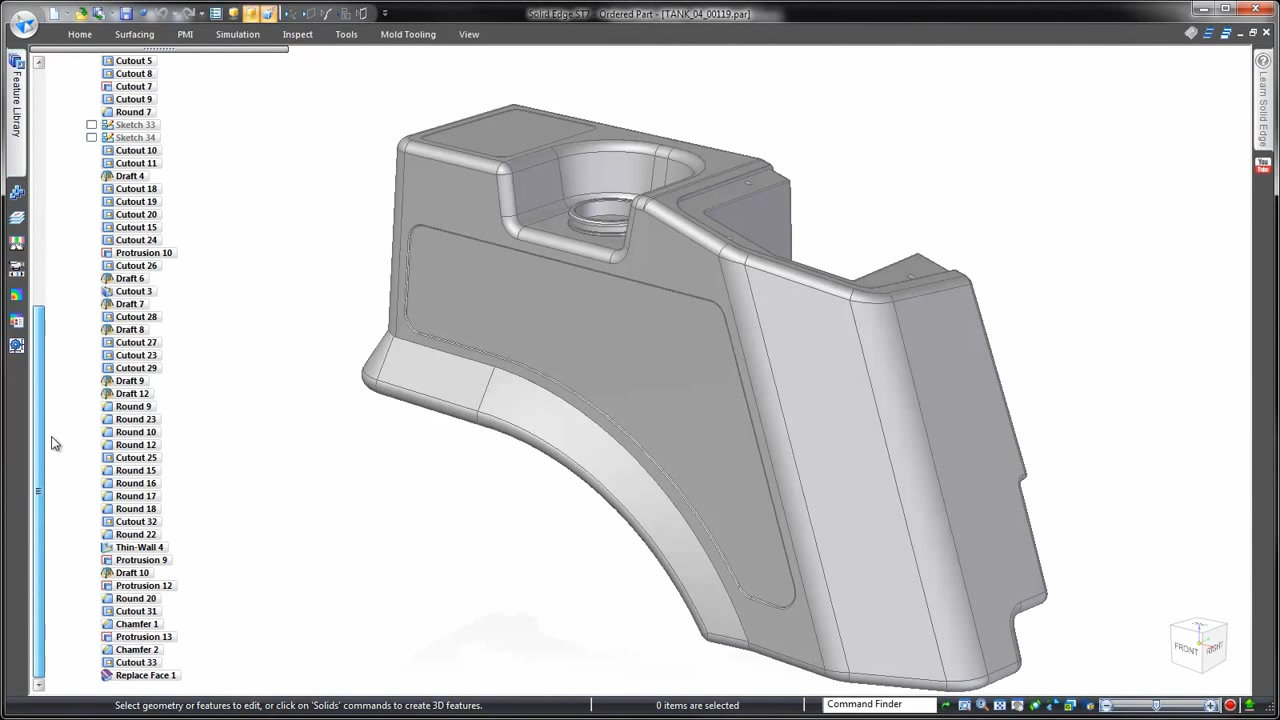 Solid Edge ST7 - Ordered Part - [TANK_04_00119.par]
Home Surfacing PMI Simulation Inspect Tools Mold Tooling View
Feature Library
Cutout 5
Cutout 8
Cutout 7
Cutout 9
Round 7
Sketch 33
Sketch 34
Cutout 10
Cutout 11
Draft 4
Cutout 18
Cutout 19
Cutout 20
Cutout 15
Cutout 24
Protrusion 10
Cutout 26
Draft 6
Cutout 3
Draft 7
Cutout 28
Draft 8
Cutout 27
Cutout 23
Cutout 29
Draft 9
Draft 12
Round 9
Round 23
Round 10
Round 12
Cutout 25
Round 15
Round 16
Round 17
Round 18
Cutout 32
Round 22
Thin-Wall 4
Protrusion 9
Draft 10
Protrusion 12
Round 20
Cutout 31
Chamfer 1
Protrusion 13
Chamfer 2
Cutout 33
Replace Face 1
Learn Solid Edge
You Tube
FRONT RIGHT
Select geometry or features to edit, or click on 'Solids' commands to create 3D features. 0 items are selected Command Finder